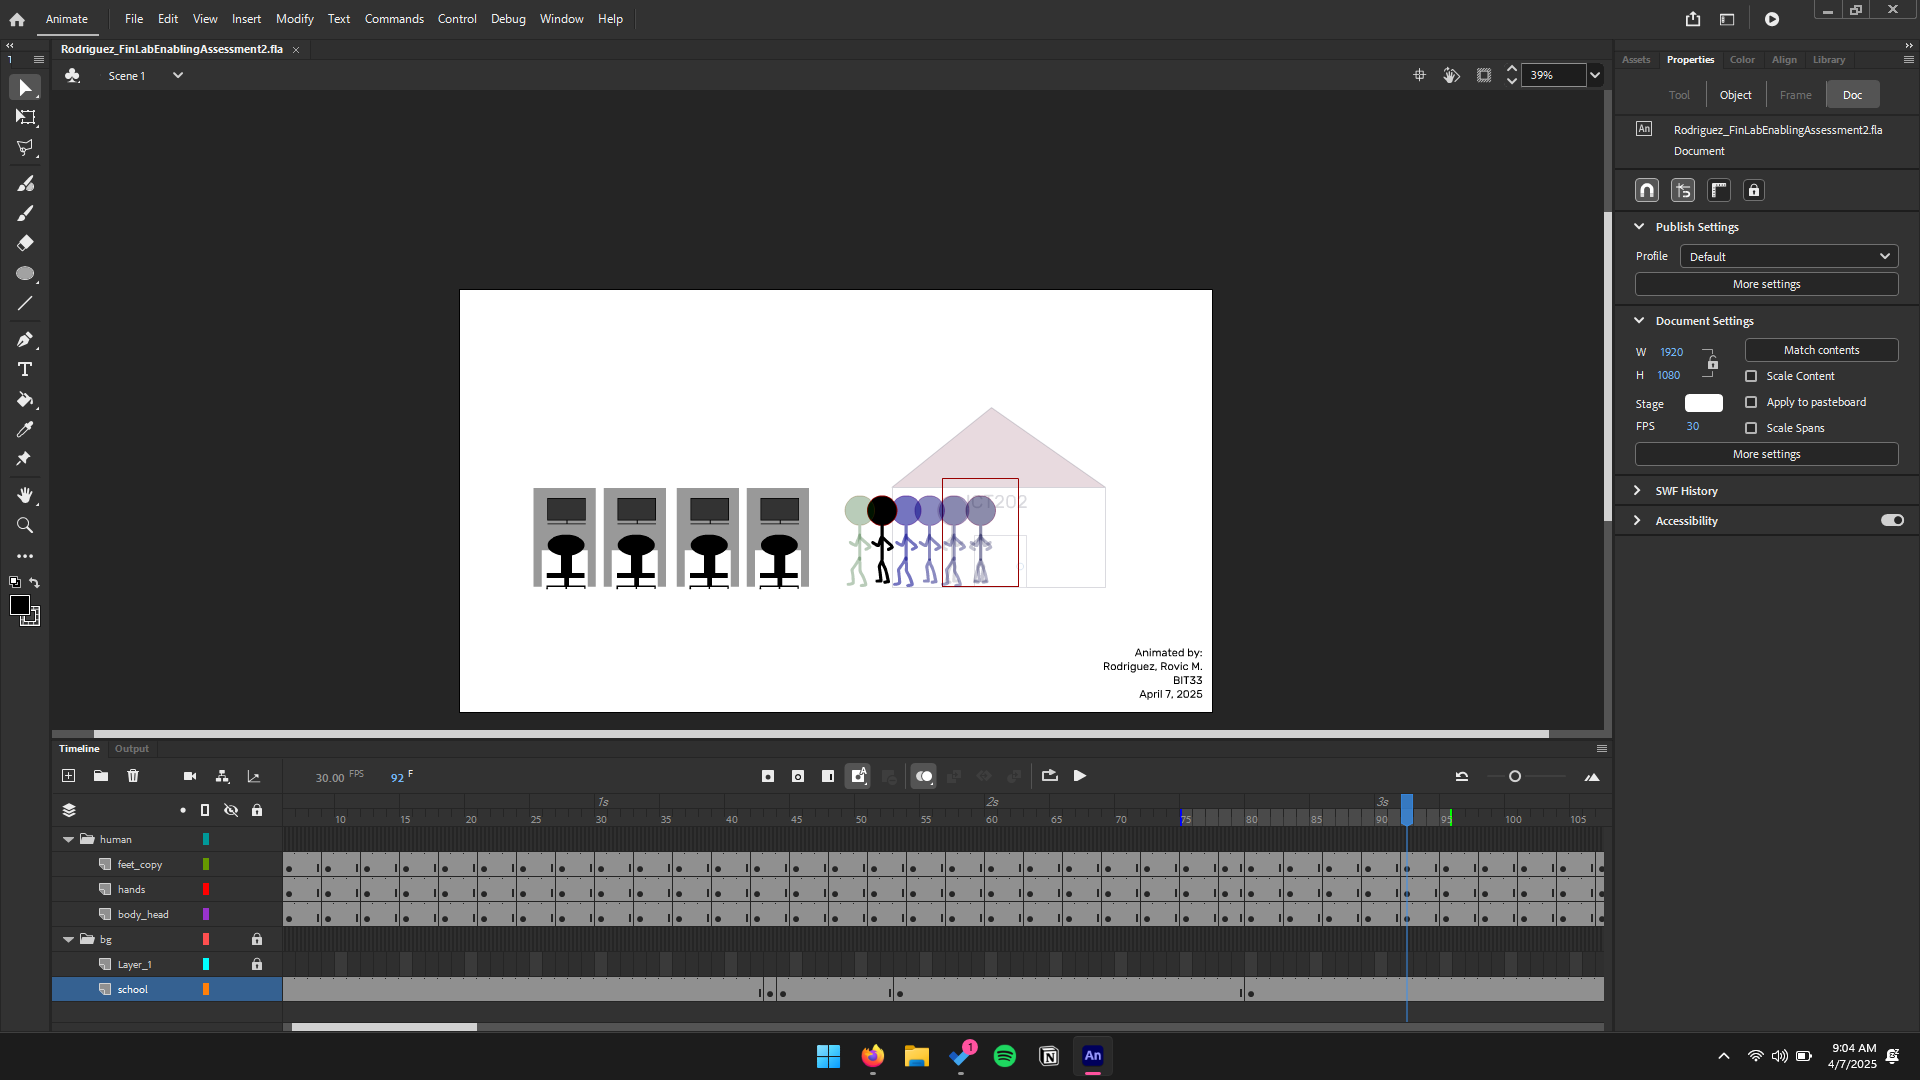 Animate File Edit View Insert Modify Text Commands Control Debug Window Help
Rodriguez_FinLabEnablingAssessment2.fla
1
Scene 1
39%
ICT202
Animated by:
Rodriguez, Rovic M.
BIT33
April 7, 2025
Assets Properties Color Align Library
Tool Object Frame Doc
An Rodriguez_FinLabEnablingAssessment2.fla
Document
Publish Settings
Profile Default
More settings
Document Settings
W 1920 Match contents
H 1080 Scale Content
Stage Apply to pasteboard
FPS 30 Scale Spans
More settings
SWF History
Accessibility
Timeline Output
30.00 FPS 92 F
1s 2s 3s
10 15 20 25 30 35 40 45 50 55 60 65 70 75 80 85 90 95 100 105
human
feet_copy
hands
body_head
bg
Layer_1
school
1
An
9:04 AM
4/7/2025